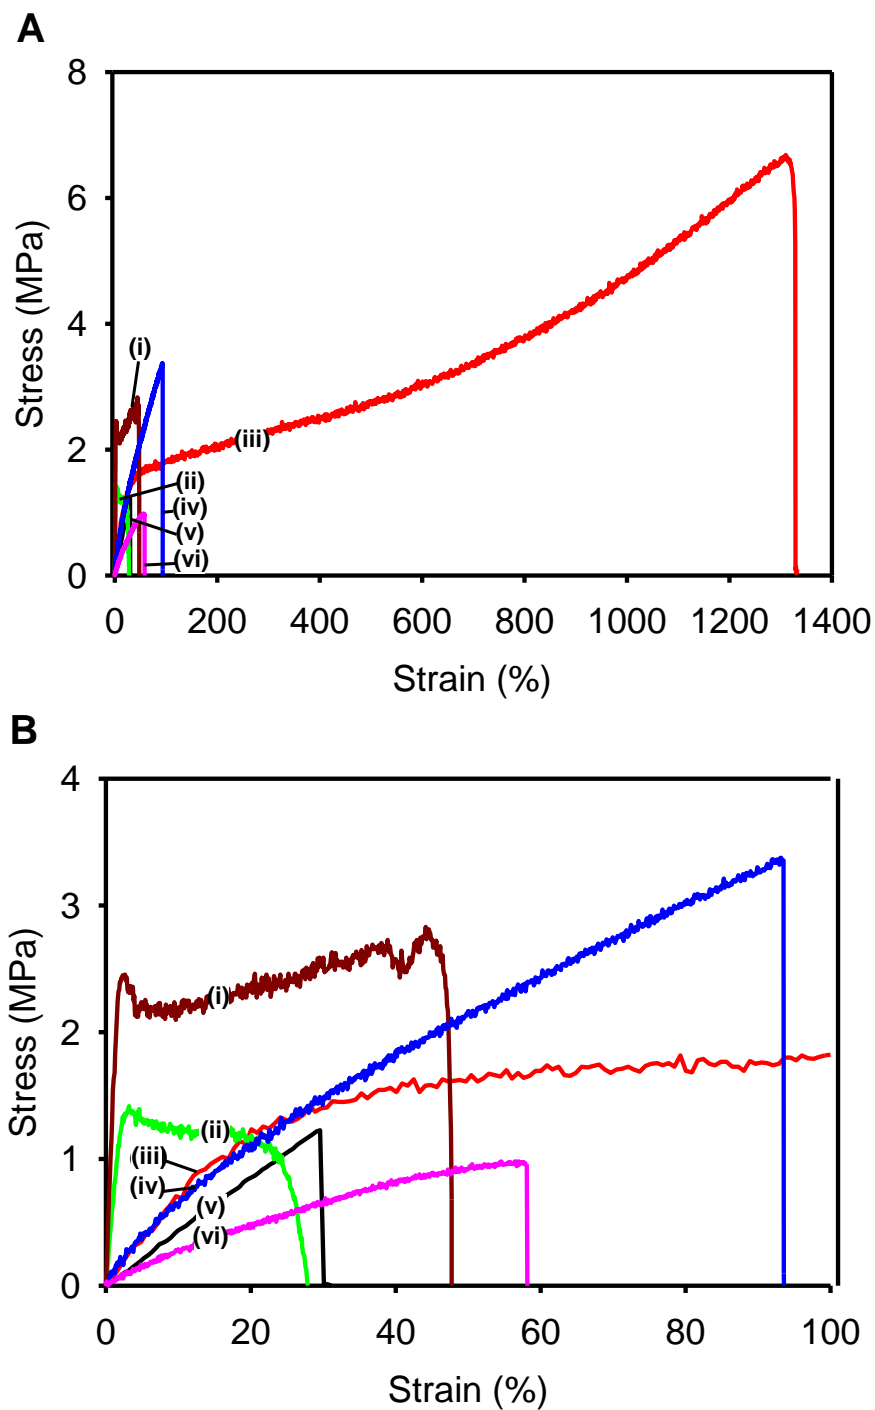 A
8
6
4
2
0
Stress (MPa)
(i)
(ii)
(iii)
(iv)
(v)
(vi)
0 200 400 600 800 1000 1200 1400
Strain (%)
B
4
3
2
1
0
Stress (MPa)
(i)
(ii)
(iii)
(iv)
(v)
(vi)
0 20 40 60 80 100
Strain (%)